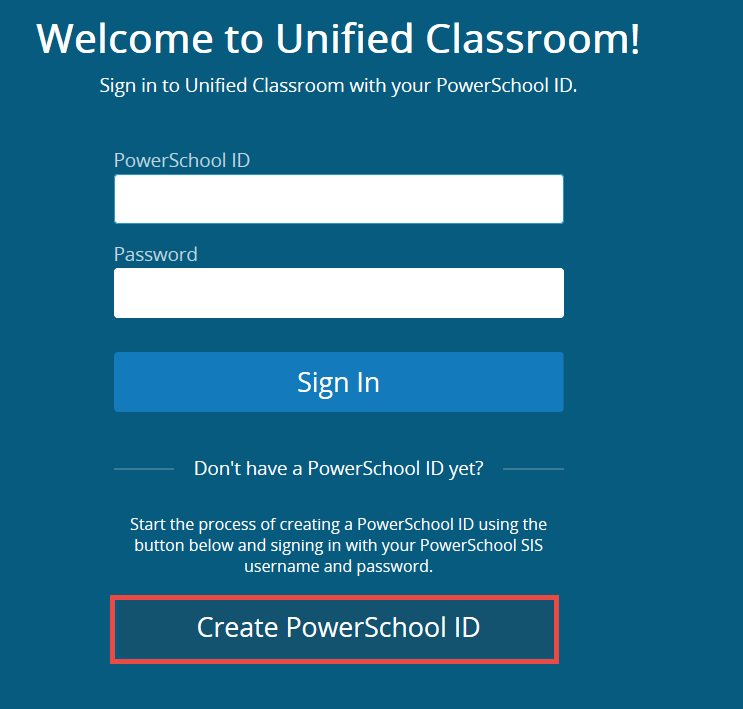 Welcome to Unified Classroom!
Sign in to Unified Classroom with your PowerSchool ID.
PowerSchool ID
Password
Sign In
Don't have a PowerSchool ID yet?
Start the process of creating a PowerSchool ID using the
button below and signing in with your PowerSchool SIS
username and password.
Create PowerSchool ID